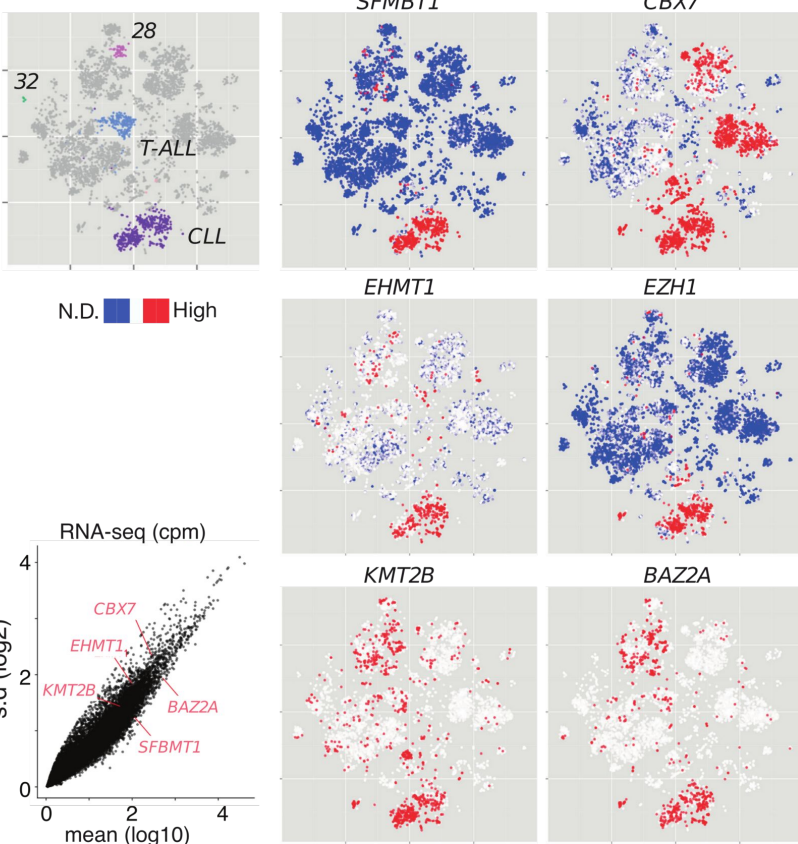 SFMBT1
CBX7
28
32
T-ALL
CLL
N.D.
High
EHMT1
EZH1
RNA-seq (cpm)
4
2
0
s.d (log2)
CBX7
EHMT1
KMT2B
BAZ2A
SFBMT1
0
2
4
mean (log10)
KMT2B
BAZ2A